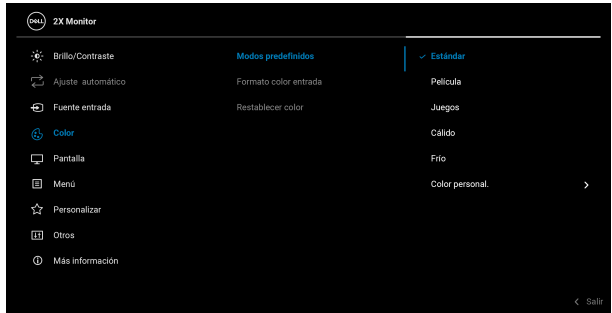 DELL 2X Monitor
Brillo/Contraste
Modos predefinidos
Estándar
Ajuste automático
Formato color entrada
Película
Fuente entrada
Restablecer color
Juegos
Color
Cálido
Pantalla
Frío
Menú
Color personal.
Personalizar
Otros
Más información
Salir